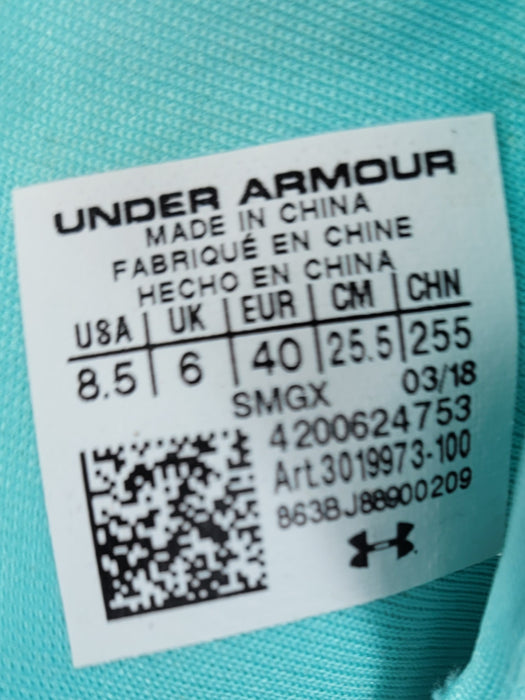 UNDER ARMOUR
MADE IN CHINA
FABRIQUÉ EN CHINE
HECHO EN CHINA
USA | UK | EUR | CM | CHN
8.5 | 6 | 40 | 25.5 | 255
SMGX 03/18
4200624753
Art.3019973-100
863BJ88900209